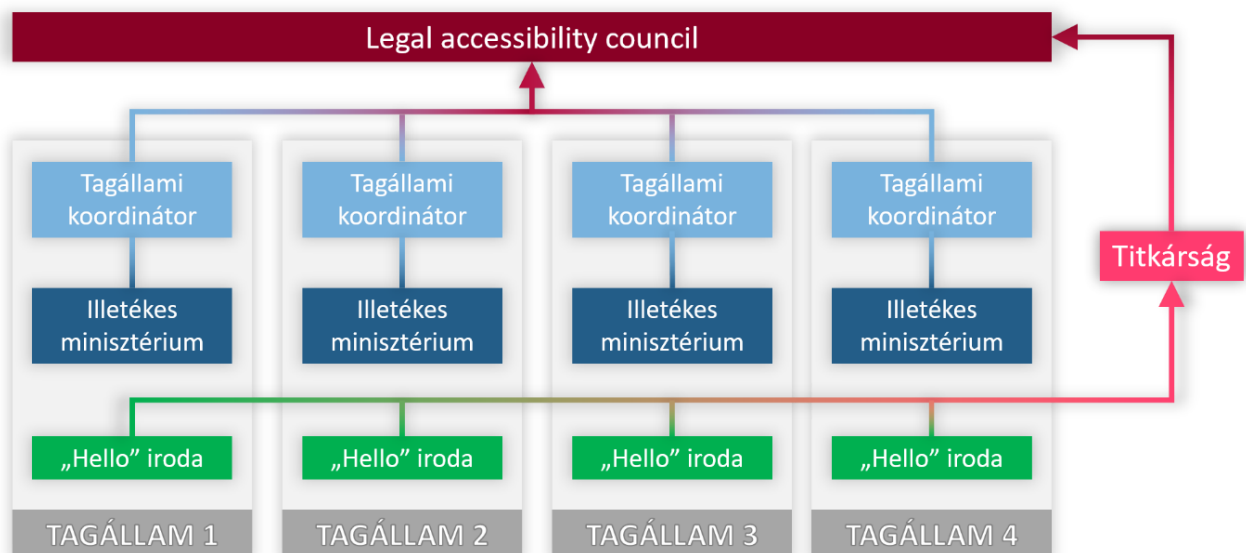 Legal accessibility council
Tagállami
koordinátor
Tagállami
koordinátor
Tagállami
koordinátor
Tagállami
koordinátor
Titkárság
Illetékes
minisztérium
Illetékes
minisztérium
Illetékes
minisztérium
Illetékes
minisztérium
„Hello” iroda
„Hello” iroda
„Hello” iroda
„Hello” iroda
TAGÁLLAM 1
TAGÁLLAM 2
TAGÁLLAM 3
TAGÁLLAM 4